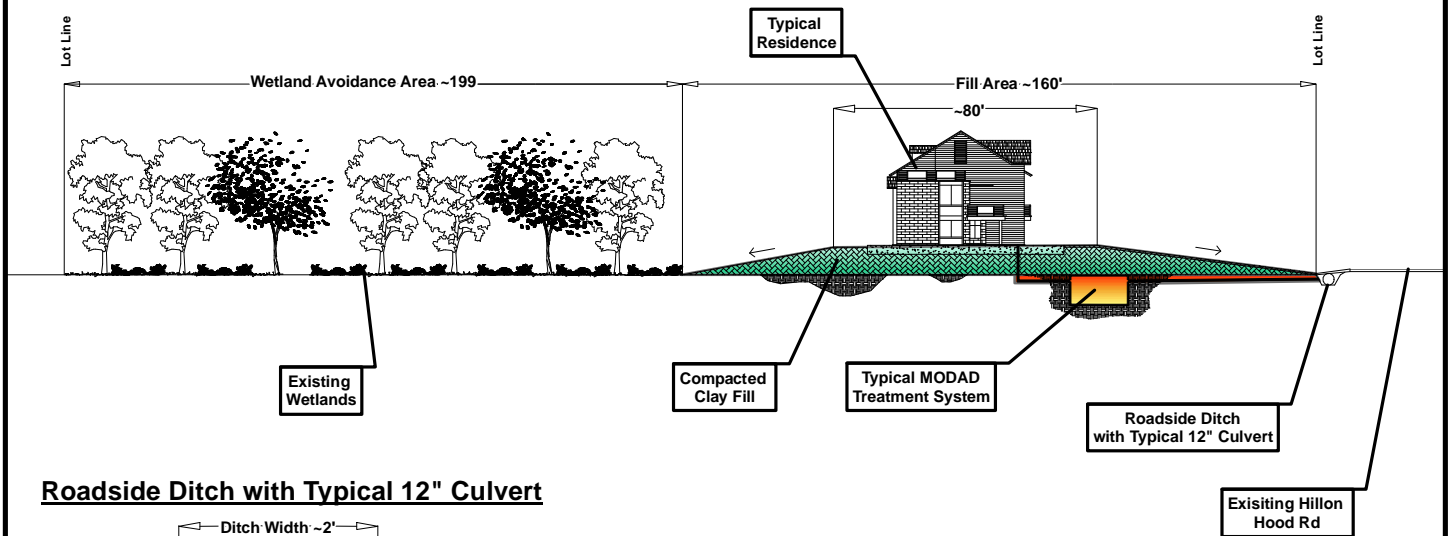 Lot Line
Typical
Residence
Lot Line
Wetland Avoidance Area ~199
Fill Area ~160'
~80'
Existing
Wetlands
Compacted
Clay Fill
Typical MODAD
Treatment System
Roadside Ditch
with Typical 12" Culvert
Exisiting Hillon
Hood Rd
Roadside Ditch with Typical 12" Culvert
Ditch Width ~2'